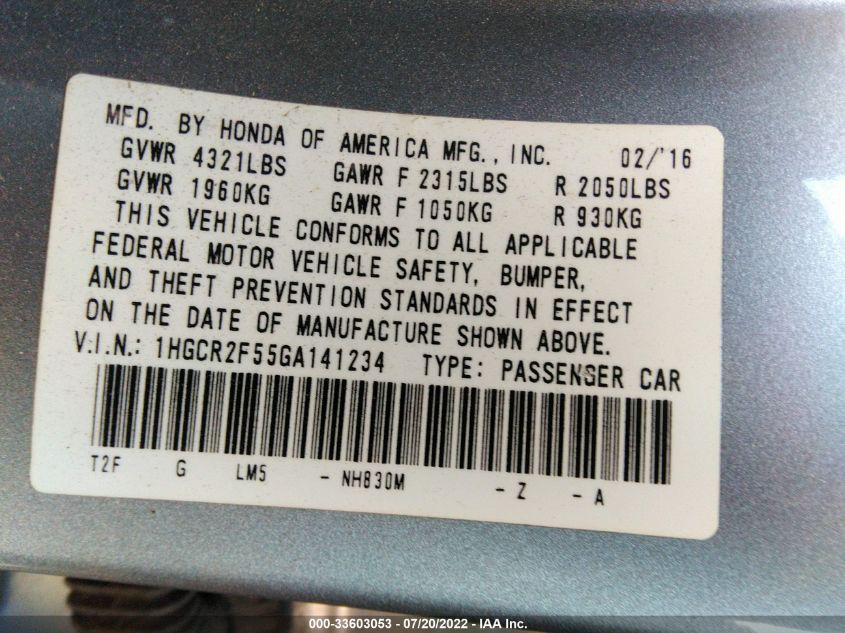 MFD. BY HONDA OF AMERICA MFG., INC. 02/'16
GVWR 4321LBS GAWR F 2315LBS R 2050LBS
GVWR 1960KG GAWR F 1050KG R 930KG
THIS VEHICLE CONFORMS TO ALL APPLICABLE
FEDERAL MOTOR VEHICLE SAFETY, BUMPER,
AND THEFT PREVENTION STANDARDS IN EFFECT
ON THE DATE OF MANUFACTURE SHOWN ABOVE.
V.I.N.: 1HGCR2F55GA141234 TYPE: PASSENGER CAR
T2F G LM5 - NH830M - Z - A
000-33603053 - 07/20/2022 - IAA Inc.